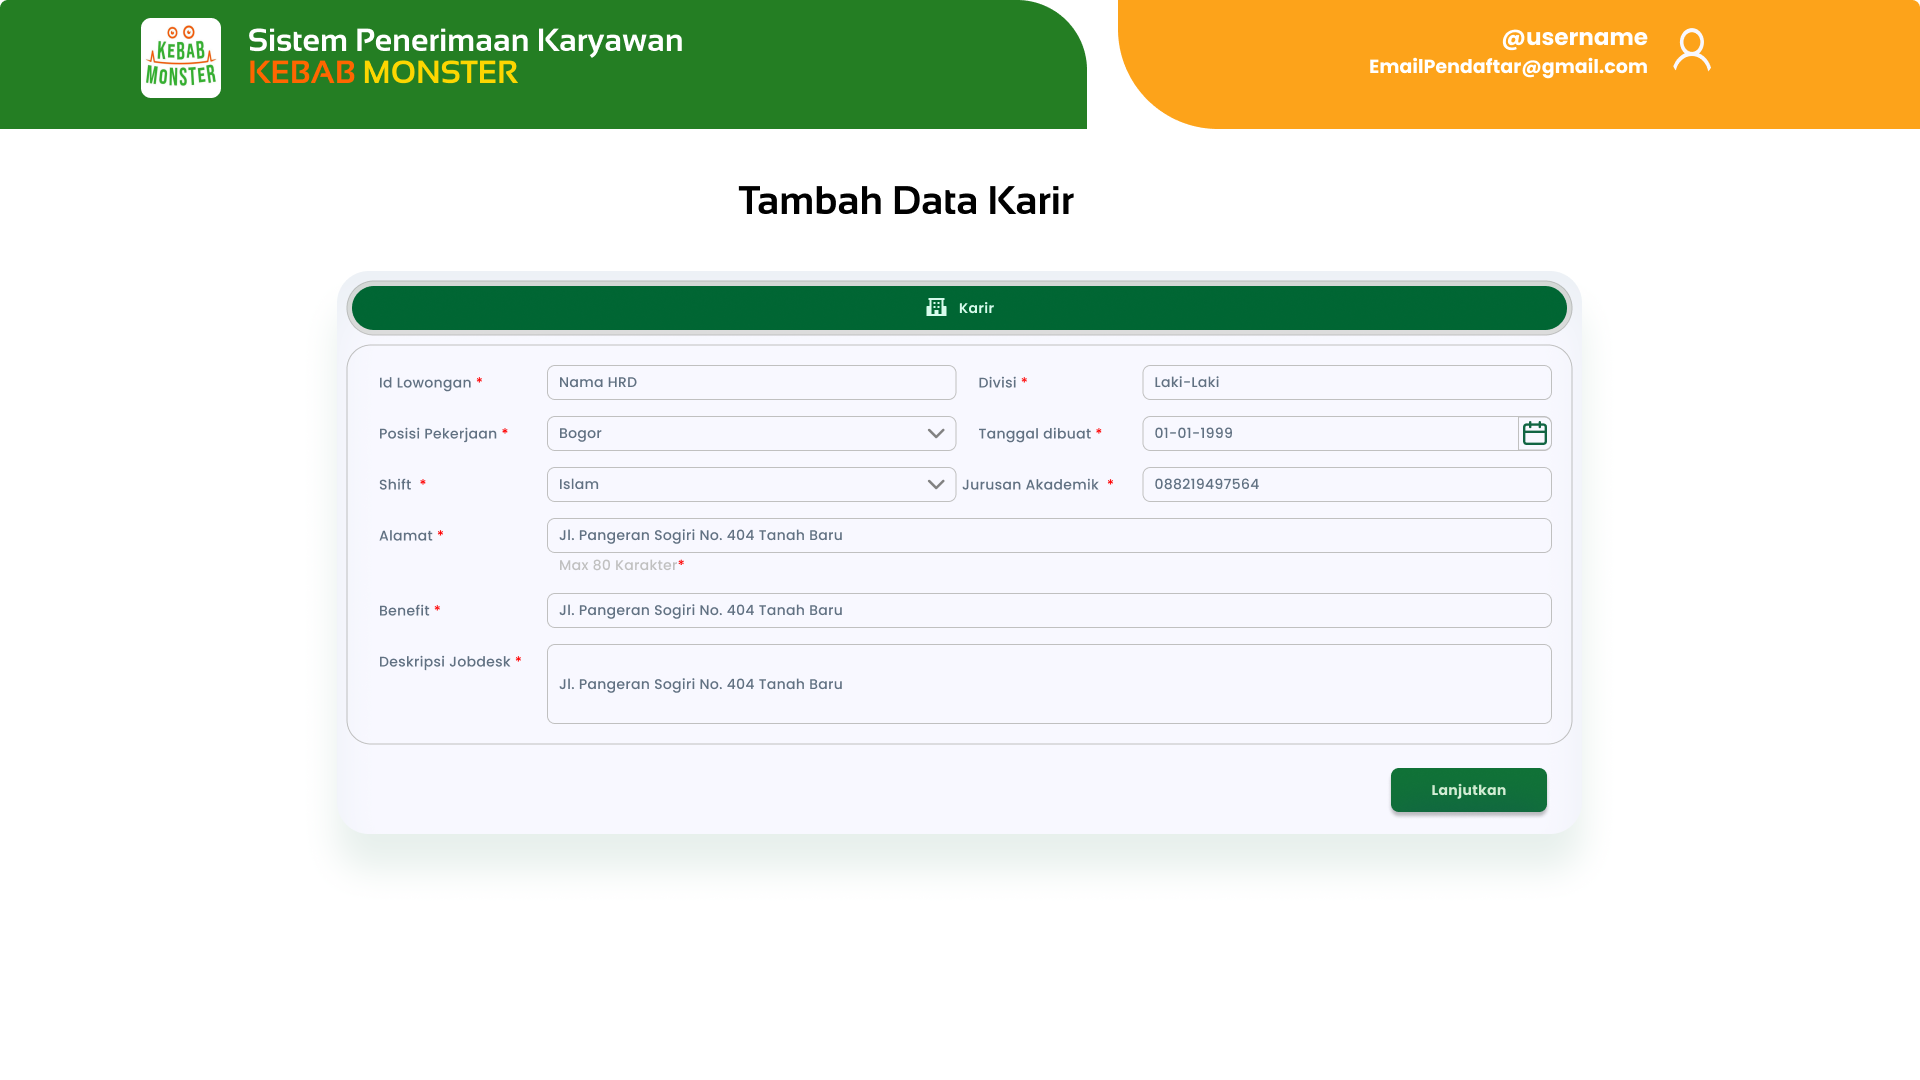 KEBAB
MONSTER
Sistem Penerimaan Karyawan
KEBAB MONSTER
@username
EmailPendaftar@gmail.com
Tambah Data Karir
Karir
Id Lowongan * Nama HRD Divisi * Laki-Laki
Posisi Pekerjaan * Bogor Tanggal dibuat * 01-01-1999
Shift * Islam Jurusan Akademik * 088219497564
Alamat * Jl. Pangeran Sogiri No. 404 Tanah Baru
Max 80 Karakter*
Benefit * Jl. Pangeran Sogiri No. 404 Tanah Baru
Deskripsi Jobdesk *
Jl. Pangeran Sogiri No. 404 Tanah Baru
Lanjutkan